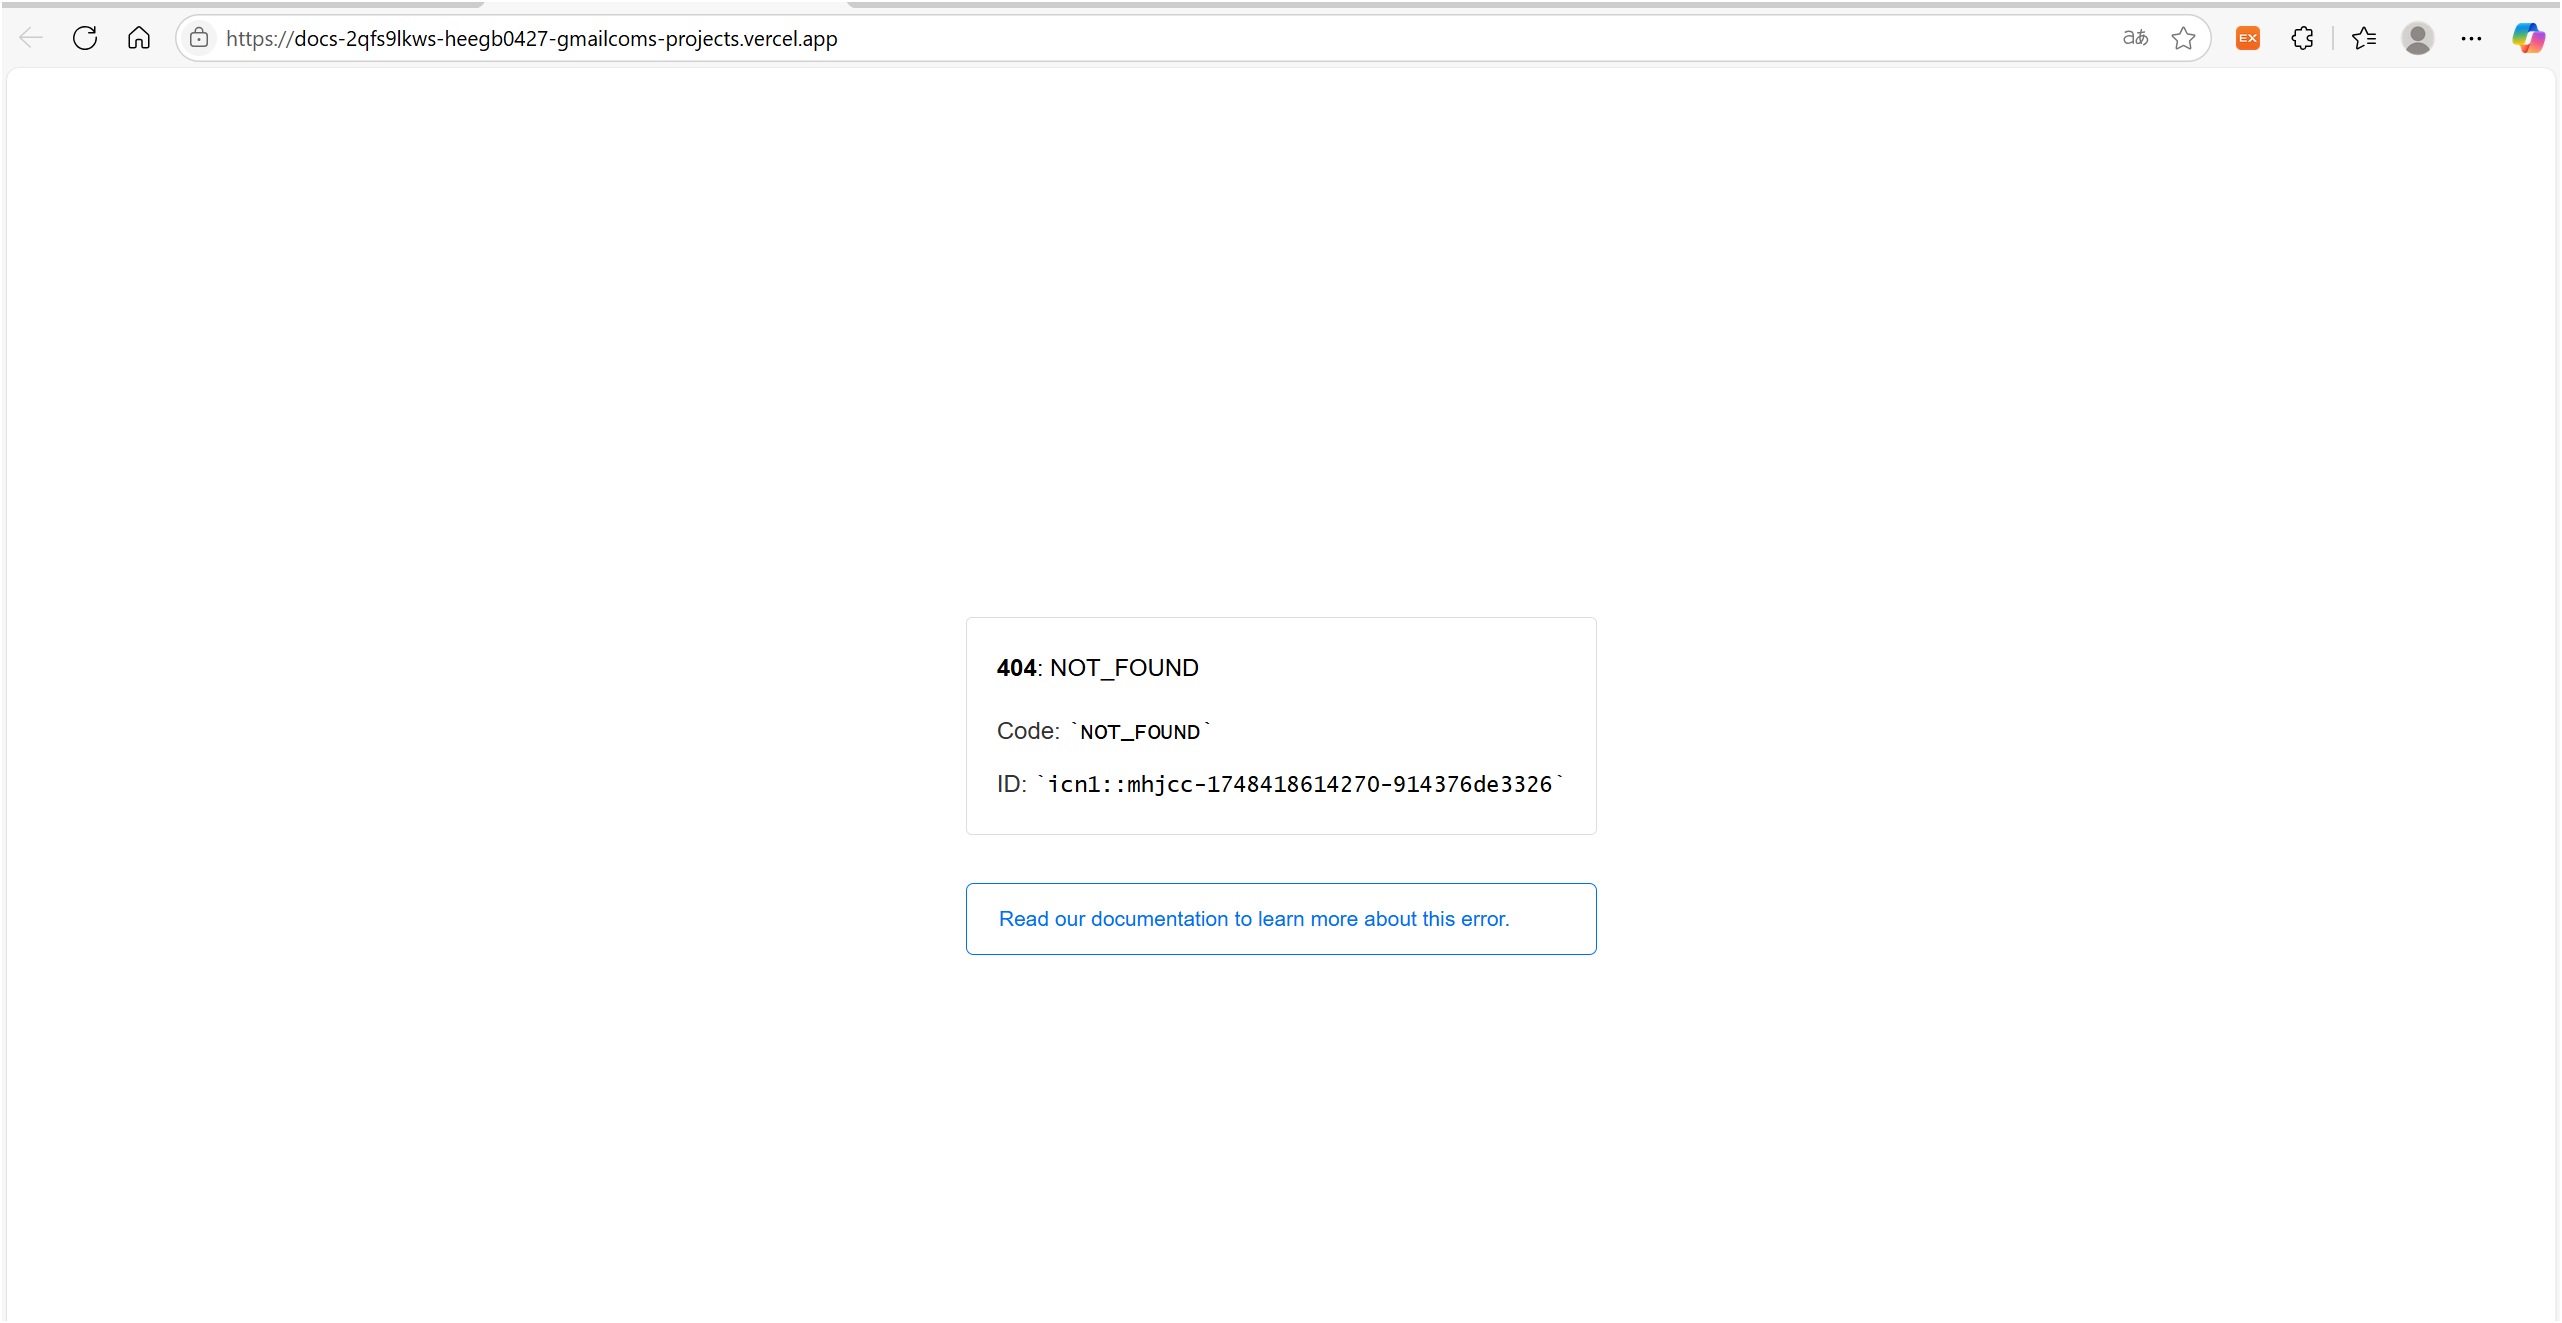 https://docs-2qfs9lkws-heegb0427-gmailcoms-projects.vercel.app
aあ
EX
404: NOT_FOUND
Code: `NOT_FOUND`
ID: `icn1::mhjcc-1748418614270-914376de3326`
Read our documentation to learn more about this error.